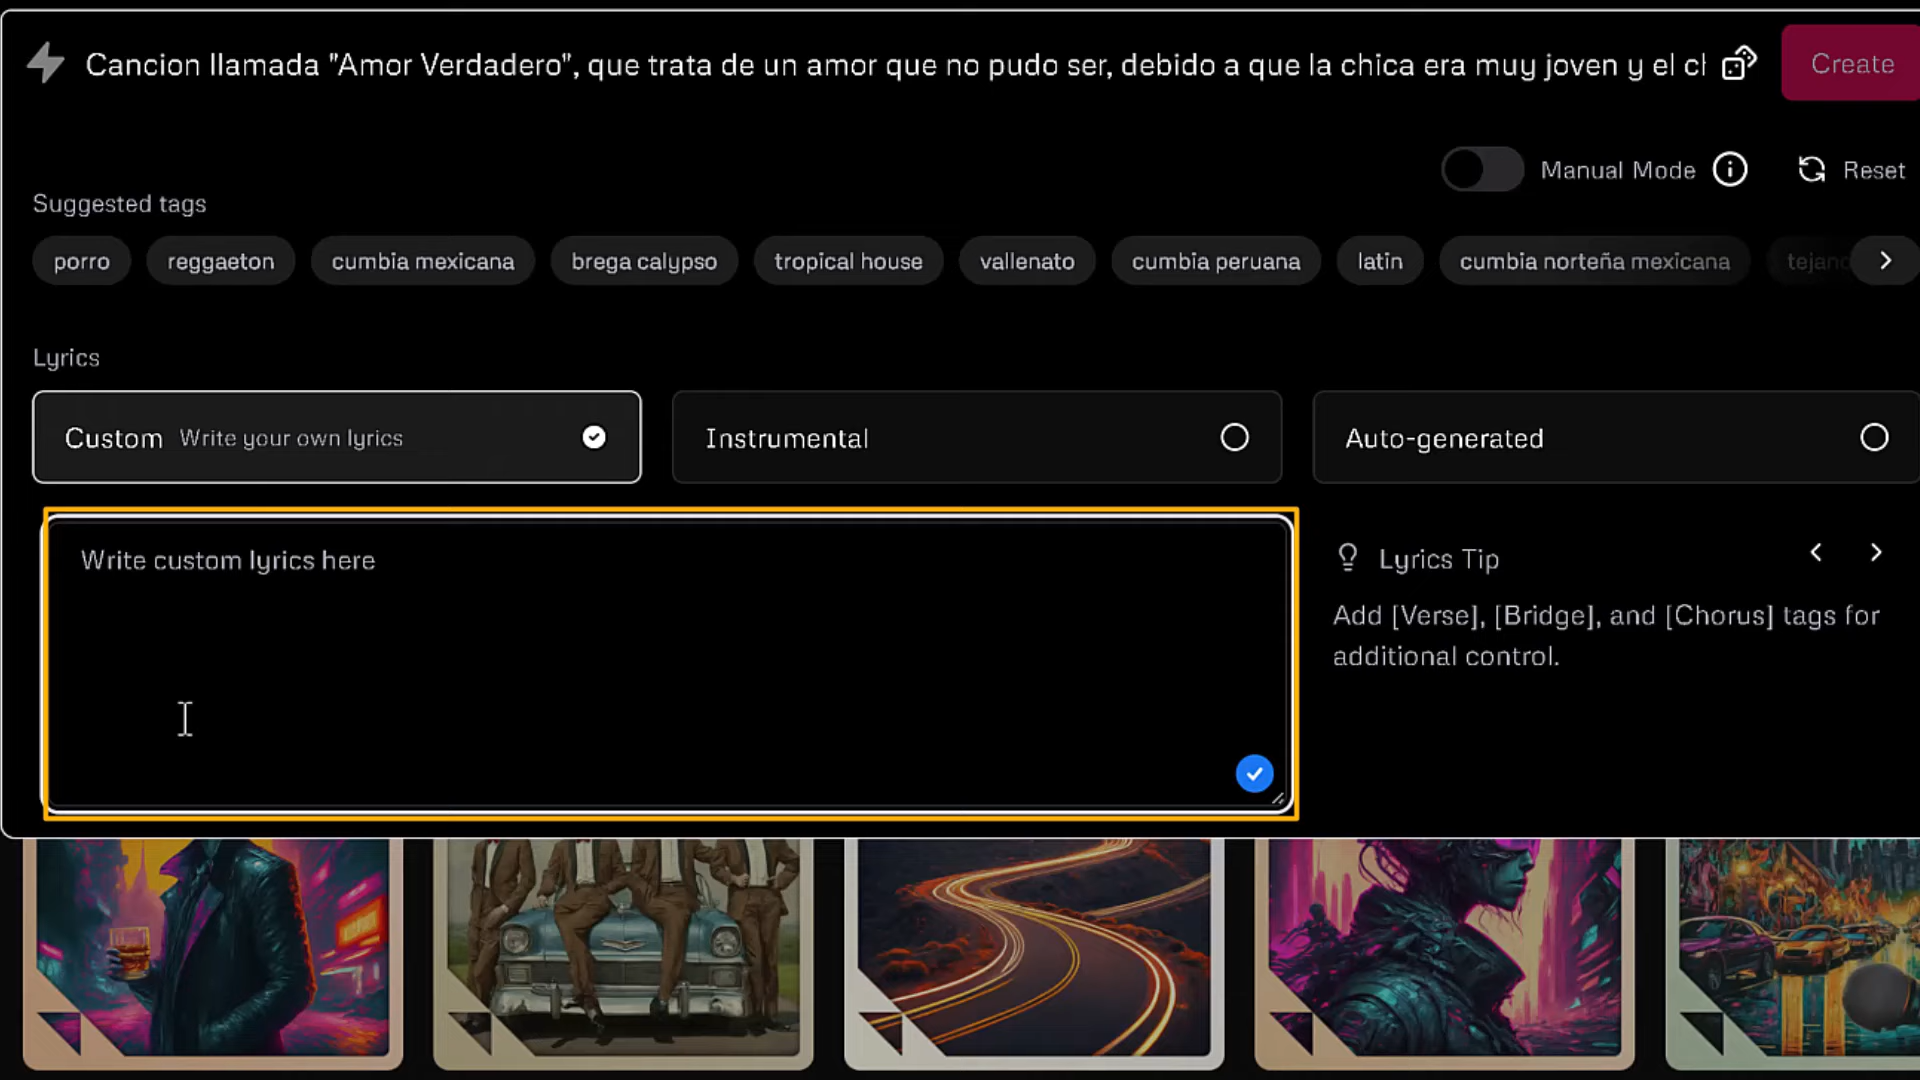 Cancion llamada "Amor Verdadero", que trata de un amor que no pudo ser, debido a que la chica era muy joven y el
Create
Manual Mode
Reset
Suggested tags
porro reggaeton cumbia mexicana brega calypso tropical house vallenato cumbia peruana latin cumbia norteña mexicana
Lyrics
Custom Write your own lyrics
Instrumental
Auto-generated
Write custom lyrics here
Lyrics Tip
Add [Verse], [Bridge], and [Chorus] tags for
additional control.